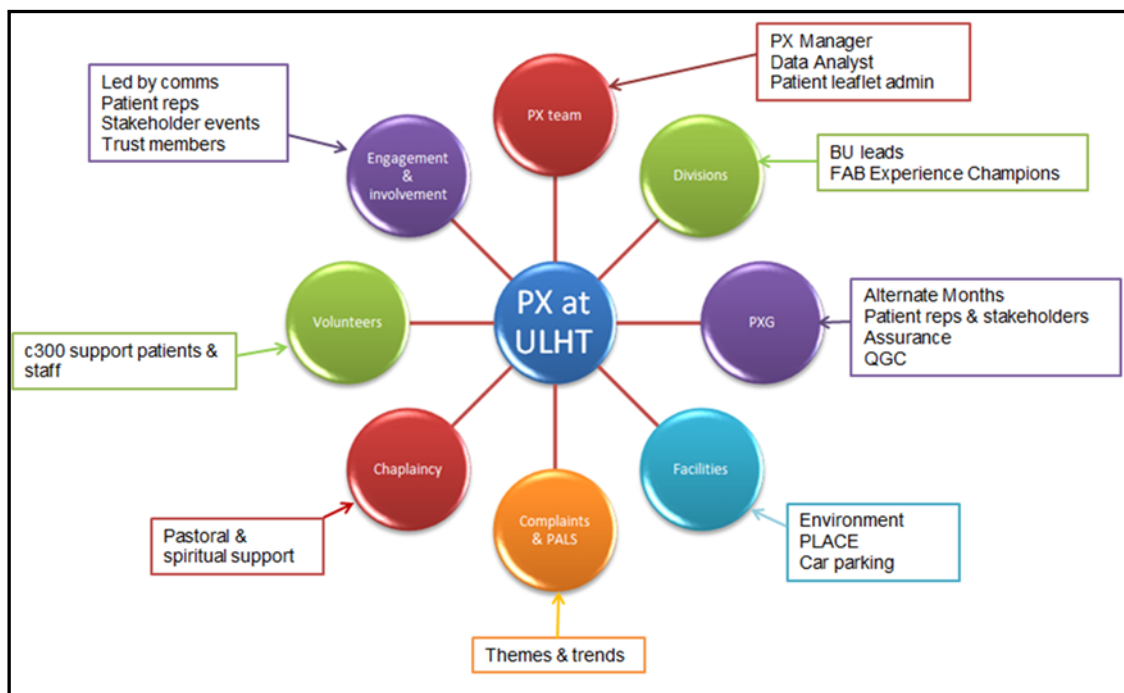 PX Manager
Data Analyst
Patient leaflet admin
PX team
Led by comms
Patient reps
Stakeholder events
Trust members
Engagement
&
involvement
Divisions
BU leads
FAB Experience Champions
PX at
ULHT
Volunteers
c300 support patients &
staff
PXG
Alternate Months
Patient reps & stakeholders
Assurance
QGC
Chaplaincy
Pastoral &
spiritual support
Facilities
Environment
PLACE
Car parking
Complaints
& PALS
Themes & trends